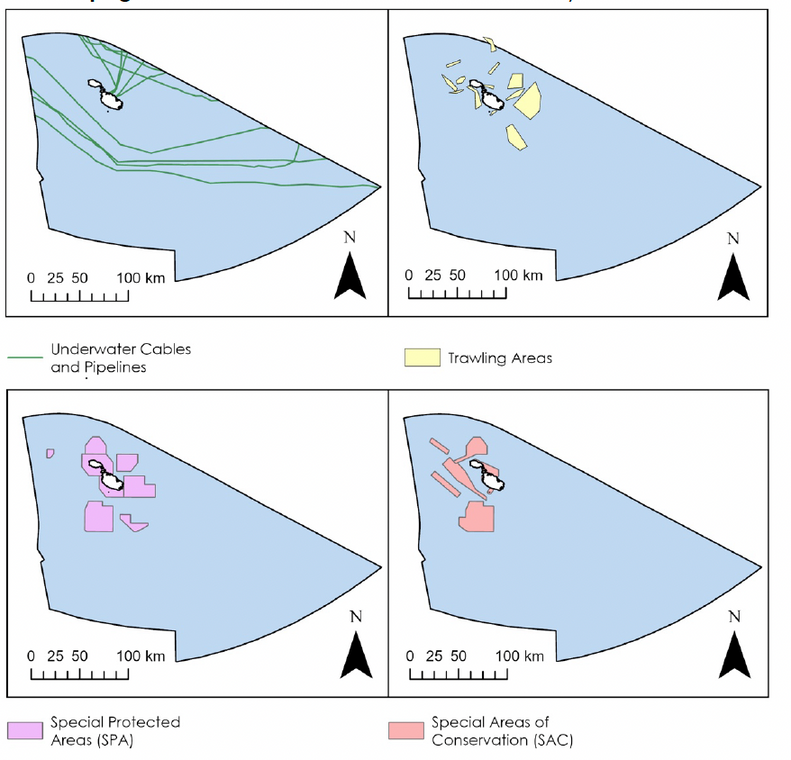 N
N
0 25 50 100 km
0 25 50 100 km
Underwater Cables
and Pipelines
Trawling Areas
N
N
0 25 50 100 km
0 25 50 100 km
Special Protected
Areas (SPA)
Special Areas of
Conservation (SAC)